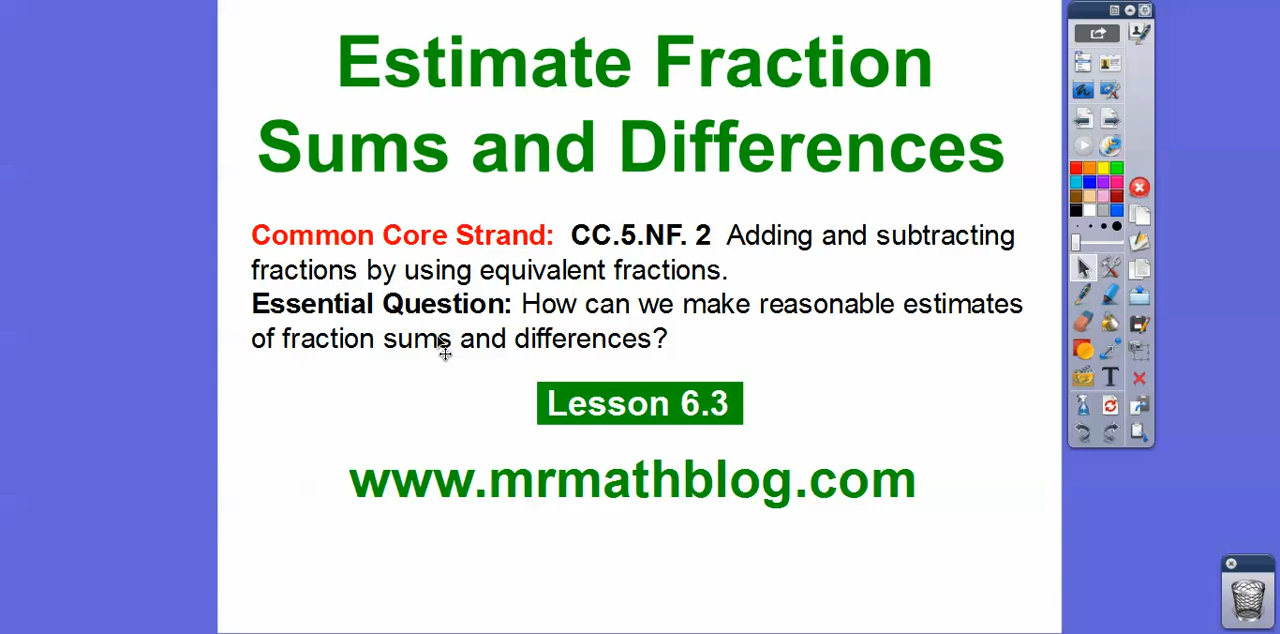 Estimate Fraction
Sums and Differences
Common Core Strand: CC.5.NF. 2 Adding and subtracting
fractions by using equivalent fractions.
Essential Question: How can we make reasonable estimates
of fraction sums and differences?
Lesson 6.3
www.mrmathblog.com